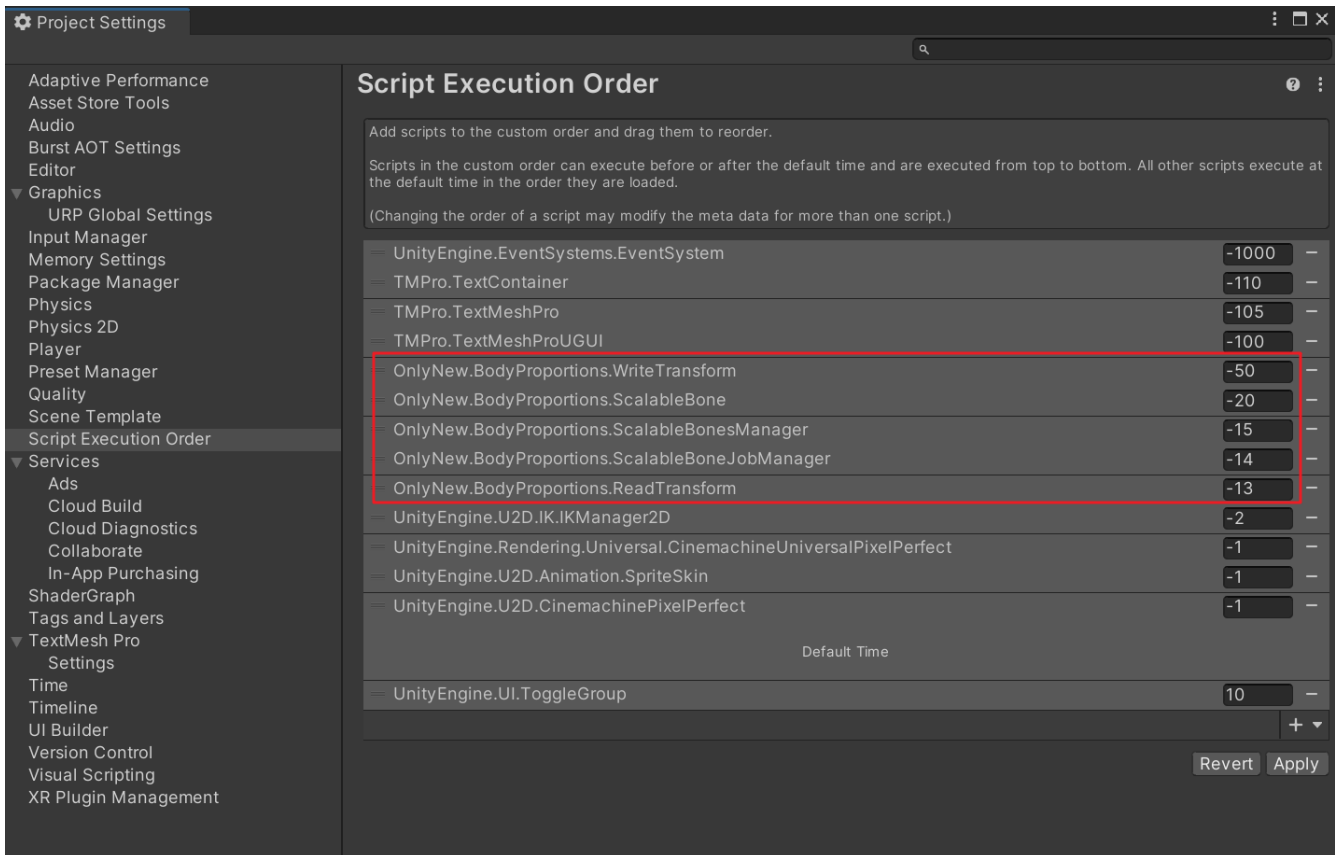 Project Settings
Adaptive Performance
Asset Store Tools
Audio
Burst AOT Settings
Editor
Graphics
URP Global Settings
Input Manager
Memory Settings
Package Manager
Physics
Physics 2D
Player
Preset Manager
Quality
Scene Template
Script Execution Order
Services
Ads
Cloud Build
Cloud Diagnostics
Collaborate
In-App Purchasing
ShaderGraph
Tags and Layers
TextMesh Pro
Settings
Time
Timeline
UI Builder
Version Control
Visual Scripting
XR Plugin Management
Script Execution Order
Add scripts to the custom order and drag them to reorder.
Scripts in the custom order can execute before or after the default time and are executed from top to bottom. All other scripts execute at
the default time in the order they are loaded.
(Changing the order of a script may modify the meta data for more than one script.)
UnityEngine.EventSystems.EventSystem -1000
TMPro.TextContainer -110
TMPro.TextMeshPro -105
TMPro.TextMeshProUGUI -100
OnlyNew.BodyProportions.WriteTransform -50
OnlyNew.BodyProportions.ScalableBone -20
OnlyNew.BodyProportions.ScalableBonesManager -15
OnlyNew.BodyProportions.ScalableBoneJobManager -14
OnlyNew.BodyProportions.ReadTransform -13
UnityEngine.U2D.IK.IKManager2D -2
UnityEngine.Rendering.Universal.CinemachineUniversalPixelPerfect -1
UnityEngine.U2D.Animation.SpriteSkin -1
UnityEngine.U2D.CinemachinePixelPerfect -1
Default Time
UnityEngine.UI.ToggleGroup 10
Revert Apply